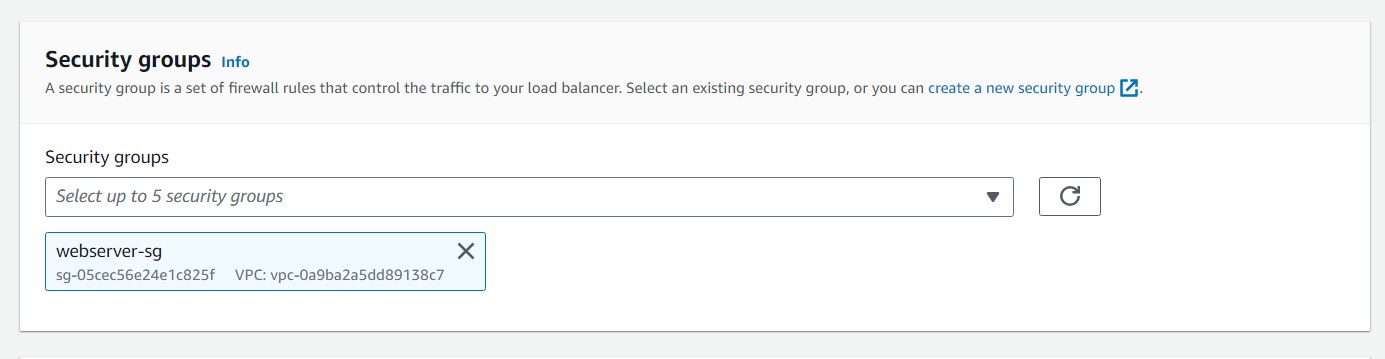 Security groups Info
A security group is a set of firewall rules that control the traffic to your load balancer. Select an existing security group, or you can create a new security group.
Security groups
Select up to 5 security groups
webserver-sg
sg-05cec56e24e1c825f VPC: vpc-0a9ba2a5dd89138c7